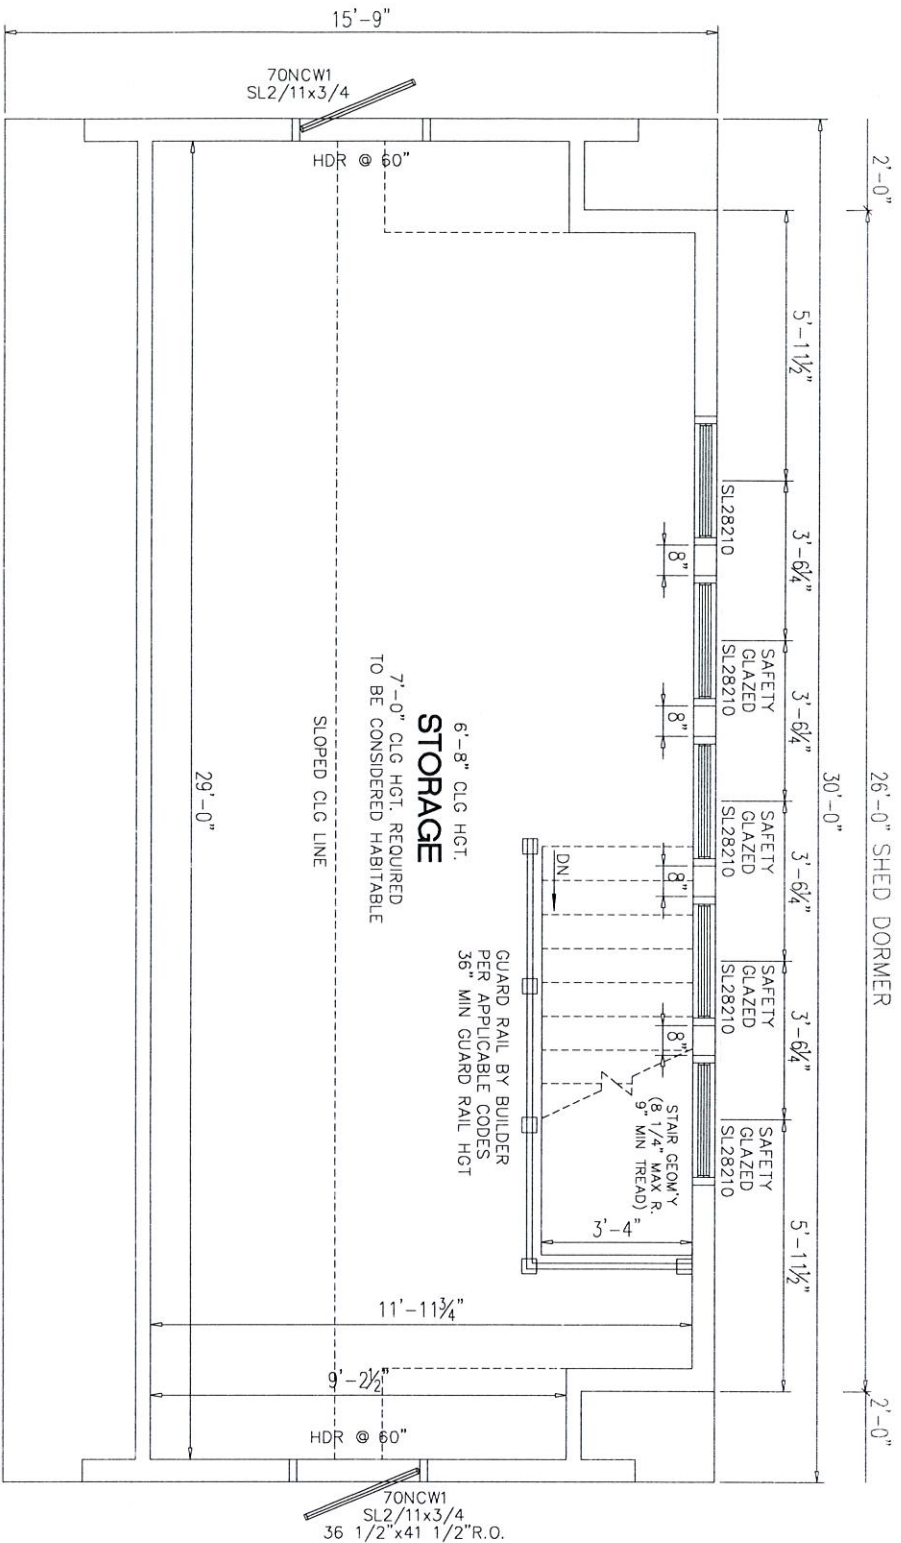 15'-9"
70NCW1
SL2/11x3/4
HDR @ 60"
2'-0"
26'-0" SHED DORMER
2'-0"
30'-0"
5'-11½"
3'-6¼"
3'-6¼"
3'-6¼"
3'-6¼"
5'-11½"
SL28210
SAFETY
GLAZED
SL28210
SAFETY
GLAZED
SL28210
SAFETY
GLAZED
SL28210
SAFETY
GLAZED
SL28210
8"
8"
8"
8"
STAIR GEOM'Y
(8 1/4" MAX R.
9" MIN TREAD)
DN
3'-4"
GUARD RAIL BY BUILDER
PER APPLICABLE CODES
36" MIN GUARD RAIL HGT
6'-8" CLG HGT.
STORAGE
7'-0" CLG HGT. REQUIRED
TO BE CONSIDERED HABITABLE
SLOPED CLG LINE
29'-0"
11'-11¾"
9'-2½"
HDR @ 60"
70NCW1
SL2/11x3/4
36 1/2"x41 1/2"R.O.